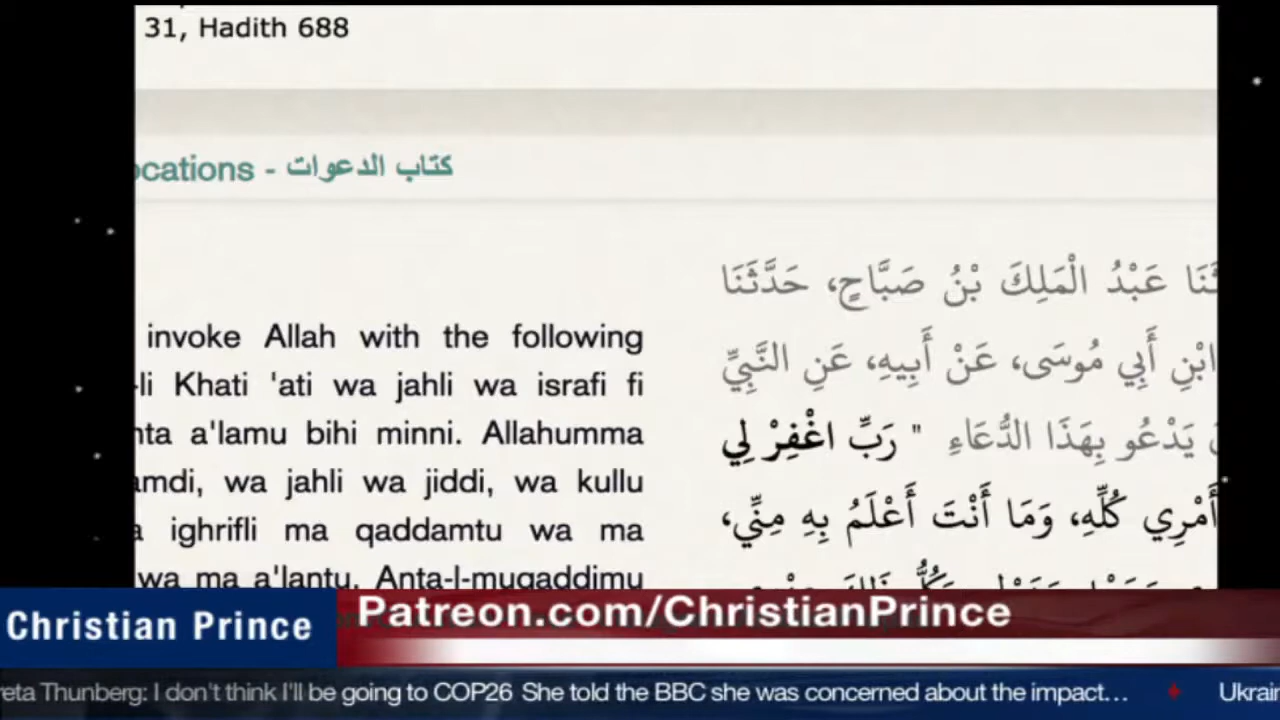 31, Hadith 688
ocations - كتاب الدعوات
invoke Allah with the following
-li Khati 'ati wa jahli wa israfi fi
nta a'lamu bihi minni. Allahumma
amdi, wa jahli wa jiddi, wa kullu
ighrifli ma qaddamtu wa ma
wa ma a'lantu. Anta-l-muqaddimu
عَبْدُ الْمَلِكَ بْنُ صَبَّاحٍ، حَدَّثَنَا
ابْنِ أَبِي مُوسَى، عَنْ أَبِيهِ، عَنِ النَّبِيِّ
يَدْعُو بِهَذَا الدُّعَاءِ " رَبِّ اغْفِرْ لِي
أَمْرِي كُلِّهِ، وَمَا أَنْتَ أَعْلَمُ بِهِ مِنِّي،
Christian Prince
Patreon.com/ChristianPrince
reta Thunberg: I don't think I'll be going to COP26 She told the BBC she was concerned about the impact... Ukrain